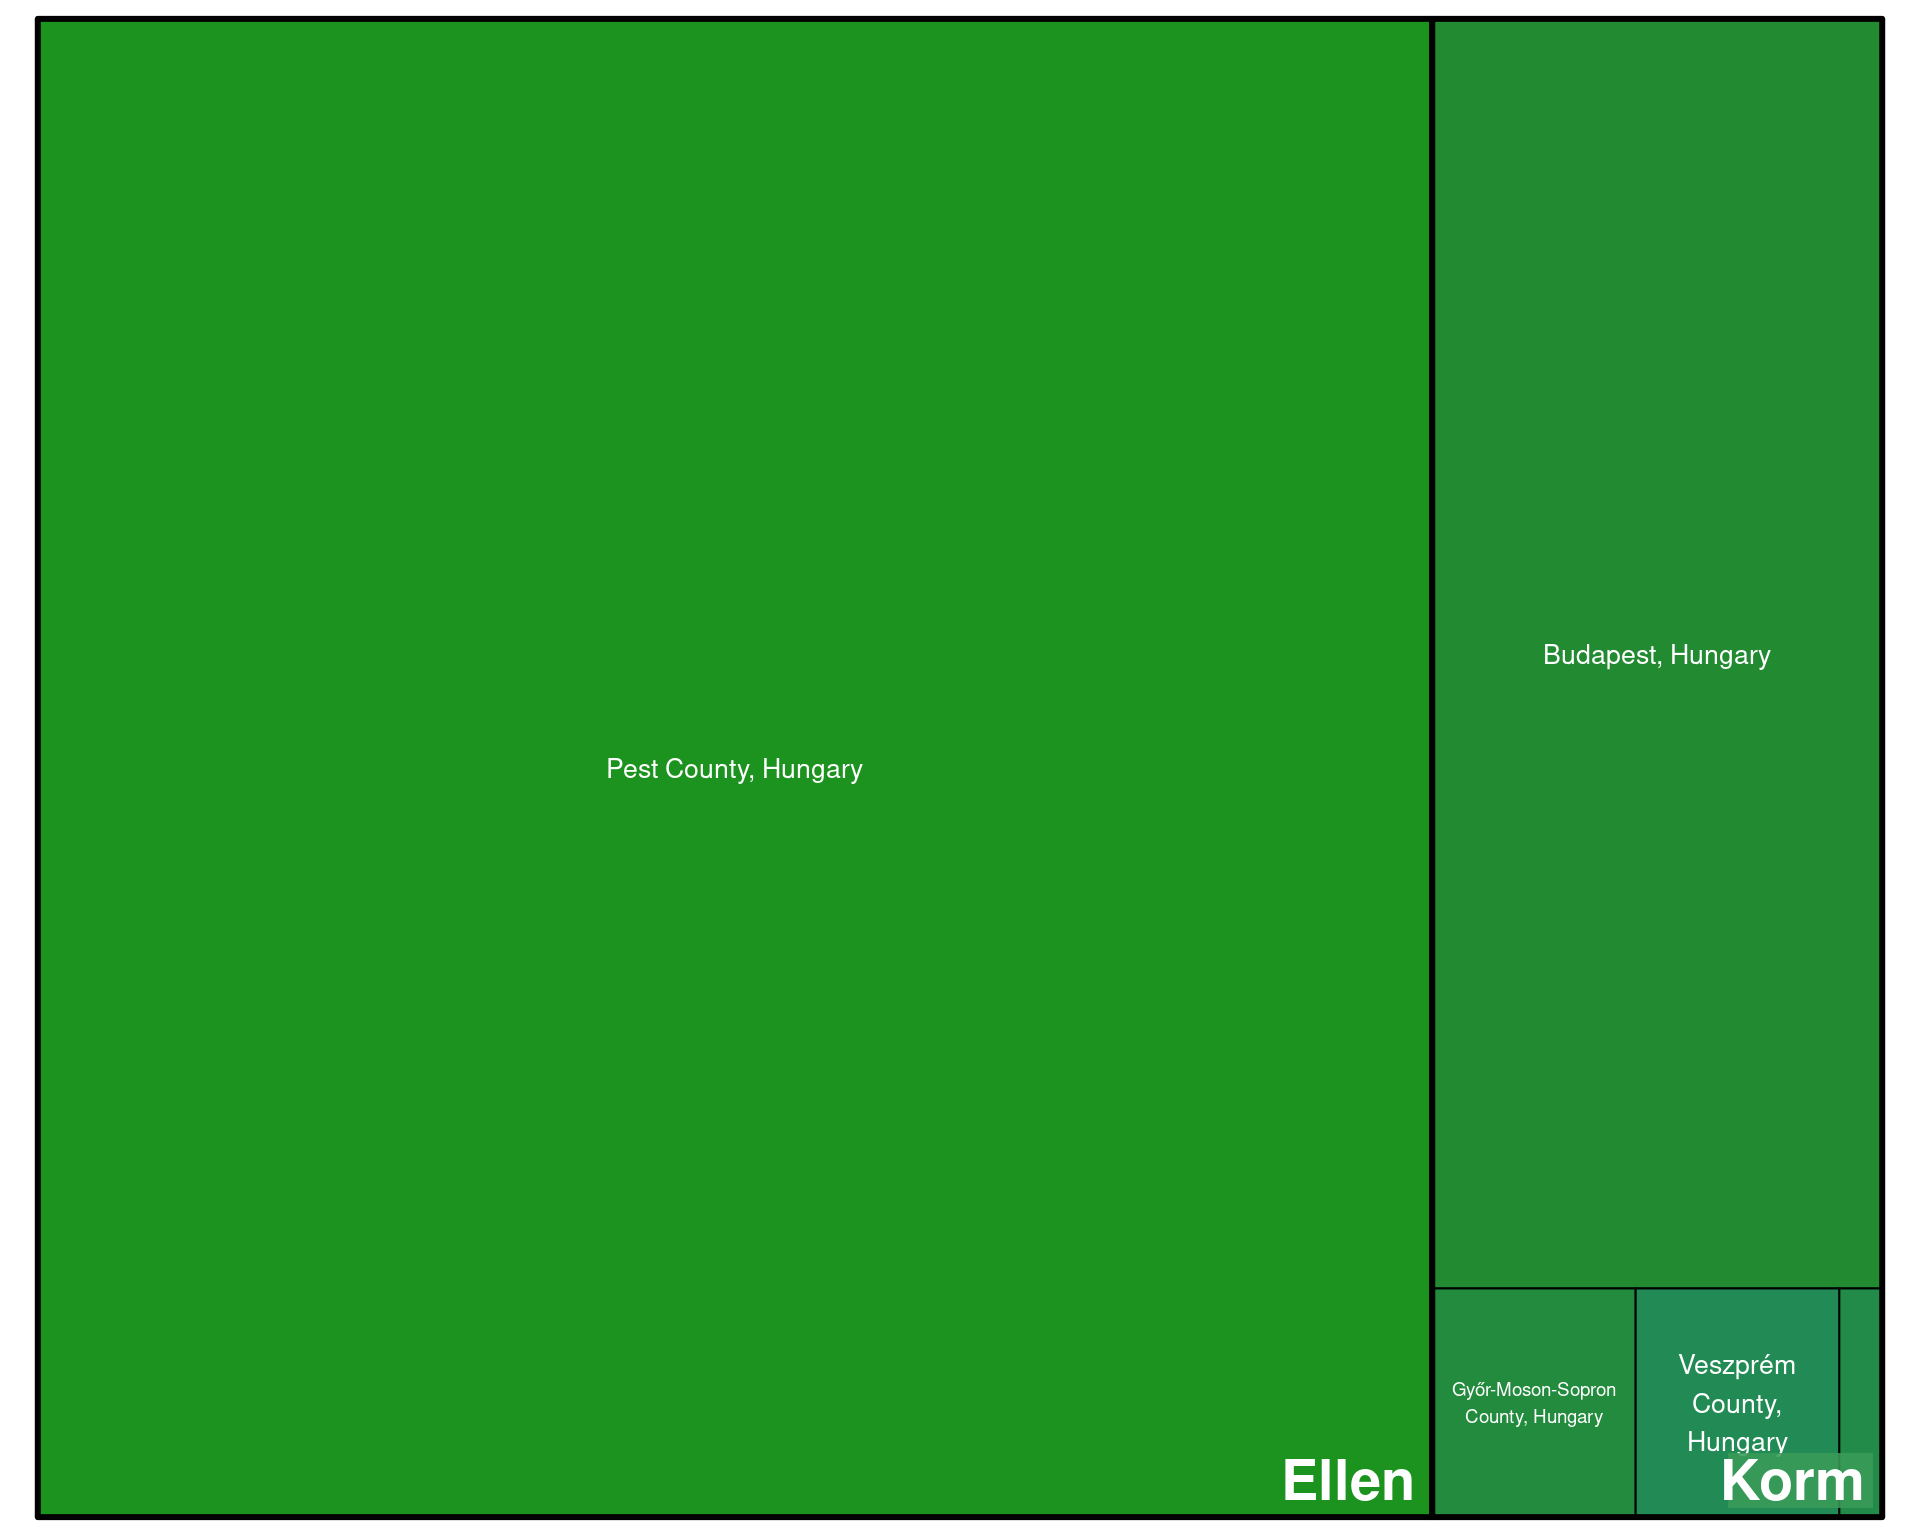 Budapest, Hungary
Pest County, Hungary
Győr-Moson-Sopron
County, Hungary
Veszprém
County,
Hungary
Ellen
Korm